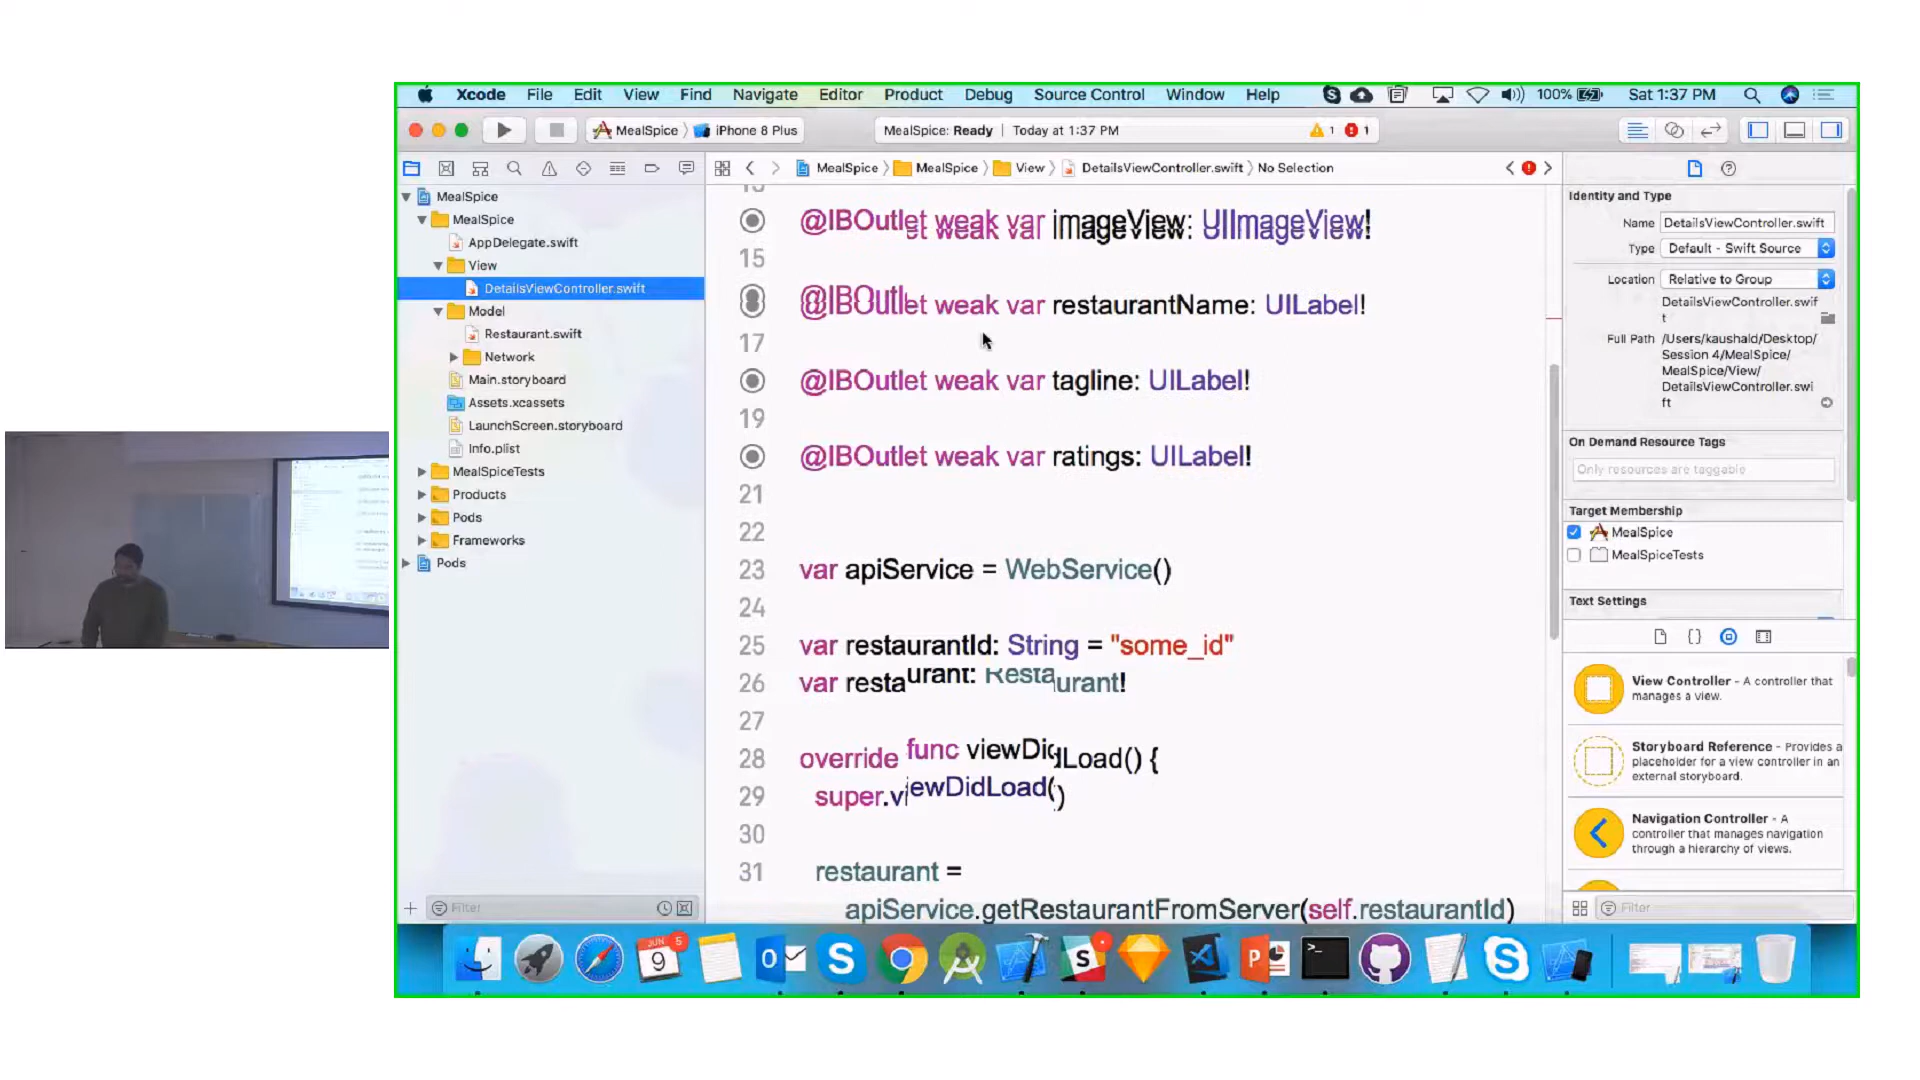 Xcode File Edit View Find Navigate Editor Product Debug Source Control Window Help 100% Sat 1:37 PM
MealSpice iPhone 8 Plus MealSpice: Ready | Today at 1:37 PM 1 1
MealSpice MealSpice View DetailsViewController.swift No Selection
MealSpice
MealSpice
AppDelegate.swift
View
DetailsViewController.swift
Model
Restaurant.swift
Network
Main.storyboard
Assets.xcassets
LaunchScreen.storyboard
Info.plist
MealSpiceTests
Products
Pods
Frameworks
Pods
Filter
@IBOutlet weak var imageView: UIImageView!
15
@IBOutlet weak var restaurantName: UILabel!
17
@IBOutlet weak var tagline: UILabel!
19
@IBOutlet weak var ratings: UILabel!
21
22
23 var apiService = WebService()
24
25 var restaurantId: String = "some_id"
26 var restaurant: Restaurant!
27
28 override func viewDidLoad() {
29 super.viewDidLoad()
30
31 restaurant =
apiService.getRestaurantFromServer(self.restaurantId)
Identity and Type
Name DetailsViewController.swift
Type Default - Swift Source
Location Relative to Group
DetailsViewController.swif
t
Full Path /Users/kaushald/Desktop/
Session 4/MealSpice/
MealSpice/View/
DetailsViewController.swi
ft
On Demand Resource Tags
Only resources are taggable
Target Membership
MealSpice
MealSpiceTests
Text Settings
View Controller - A controller that
manages a view.
Storyboard Reference - Provides a
placeholder for a view controller in an
external storyboard.
Navigation Controller - A
controller that manages navigation
through a hierarchy of views.
Filter
JUN 5
9